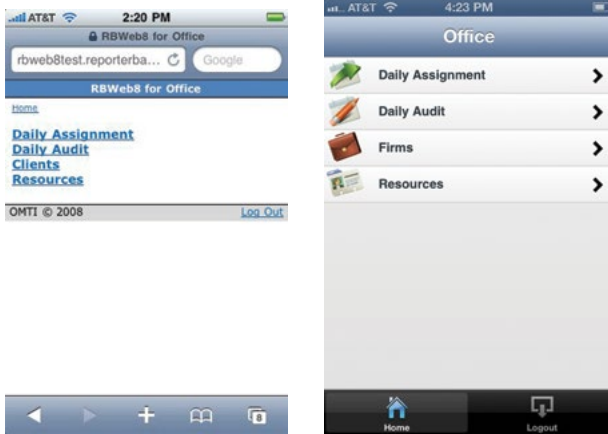 AT&T 2:20 PM
RBWeb8 for Office
rbweb8test.reporterba... Google
RBWeb8 for Office
Home
Daily Assignment
Daily Audit
Clients
Resources
OMTI © 2008 Log Out
8
AT&T 4:23 PM
Office
Daily Assignment
Daily Audit
Firms
Resources
Home Logout